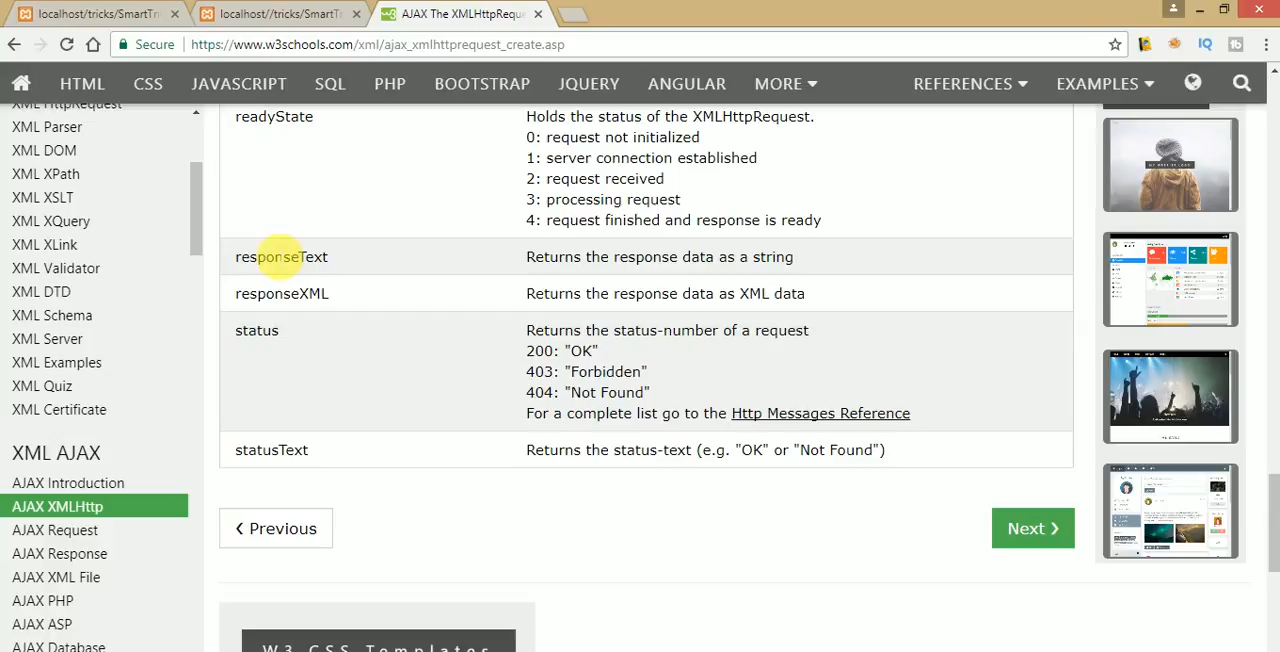 localhost/tricks/SmartTri
localhost//tricks/SmartTr
AJAX The XMLHttpReque
Secure
https://www.w3schools.com/xml/ajax_xmlhttprequest_create.asp
IQ
HTML CSS JAVASCRIPT SQL PHP BOOTSTRAP JQUERY ANGULAR MORE REFERENCES EXAMPLES
XML HttpRequest
XML Parser
XML DOM
XML XPath
XML XSLT
XML XQuery
XML XLink
XML Validator
XML DTD
XML Schema
XML Server
XML Examples
XML Quiz
XML Certificate
XML AJAX
AJAX Introduction
AJAX XMLHttp
AJAX Request
AJAX Response
AJAX XML File
AJAX PHP
AJAX ASP
AJAX Database
readyState
Holds the status of the XMLHttpRequest.
0: request not initialized
1: server connection established
2: request received
3: processing request
4: request finished and response is ready
responseText
Returns the response data as a string
responseXML
Returns the response data as XML data
status
Returns the status-number of a request
200: "OK"
403: "Forbidden"
404: "Not Found"
For a complete list go to the Http Messages Reference
statusText
Returns the status-text (e.g. "OK" or "Not Found")
❮ Previous
Next ❯
W3.CSS Templates